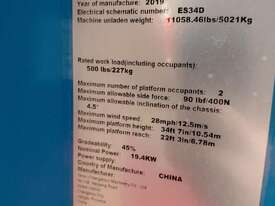 Year of manufacture: 2019
Electrical schematic number: ES34D
Machine unladen weight: 11058.46lbs/5021Kg
Rated work load(including occupants):
500 lbs/227kg
Maximum number of platform occupants: 2
Maximum allowable side force: 90 lbf/400N
Maximum allowable inclination of the chassis:
4.5°
Maximum wind speed: 28mph/12.5m/s
Maximum platform height: 34ft 7in/10.54m
Maximum platform reach: 22ft 3in/6.78m
Gradeability: 45%
Nominal Power: 19.4KW
Power supply:
Country of Manufacture: CHINA
Manufacturer: